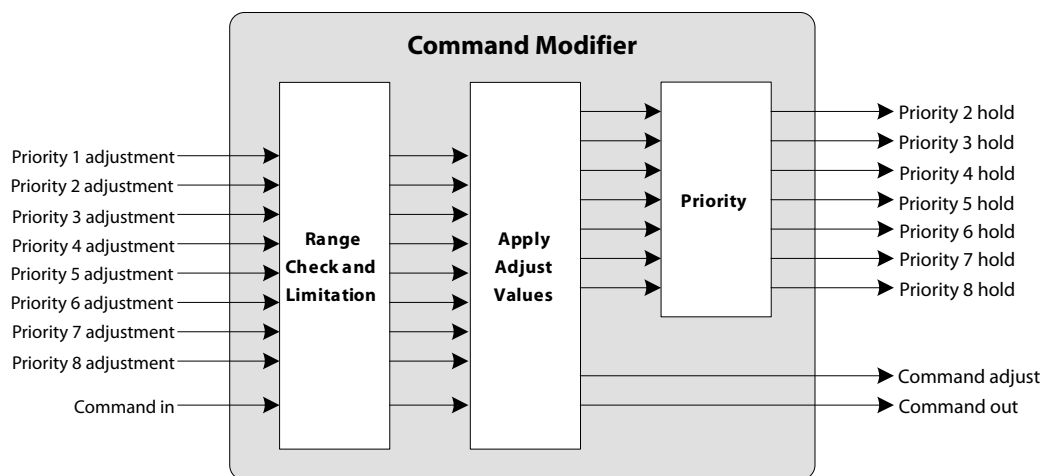 Command Modifier
Priority 1 adjustment
Priority 2 adjustment
Priority 3 adjustment
Priority 4 adjustment
Priority 5 adjustment
Priority 6 adjustment
Priority 7 adjustment
Priority 8 adjustment
Command in
Range
Check and
Limitation
Apply
Adjust
Values
Priority
Priority 2 hold
Priority 3 hold
Priority 4 hold
Priority 5 hold
Priority 6 hold
Priority 7 hold
Priority 8 hold
Command adjust
Command out